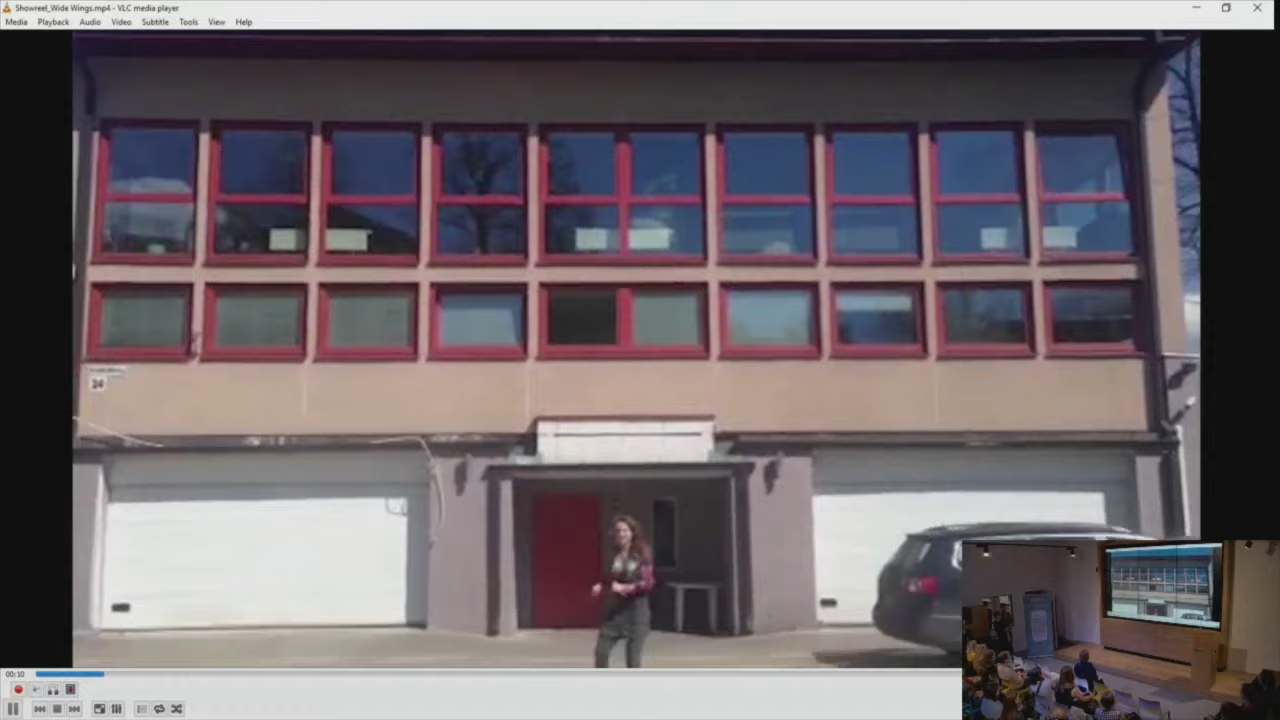 Showreel_Wide Wings.mp4 - VLC media player
Media Playback Audio Video Subtitle Tools View Help
24
00:10